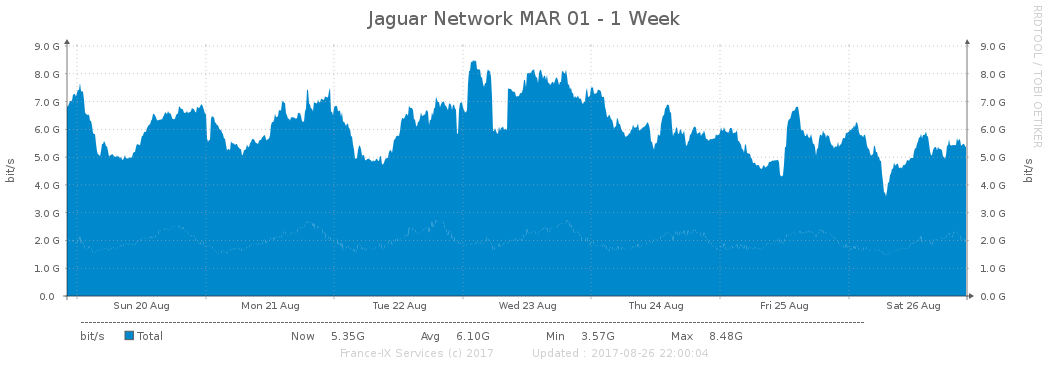 Jaguar Network MAR 01 - 1 Week
RRDTOOL / TOBI OETIKER
bit/s
9.0 G 9.0 G
8.0 G 8.0 G
7.0 G 7.0 G
6.0 G 6.0 G
5.0 G 5.0 G
4.0 G 4.0 G
3.0 G 3.0 G
2.0 G 2.0 G
1.0 G 1.0 G
0.0 0.0 G
bit/s
Sun 20 Aug Mon 21 Aug Tue 22 Aug Wed 23 Aug Thu 24 Aug Fri 25 Aug Sat 26 Aug
bit/s Total Now 5.35G Avg 6.10G Min 3.57G Max 8.48G
France-IX Services (c) 2017 Updated : 2017-08-26 22:00:04